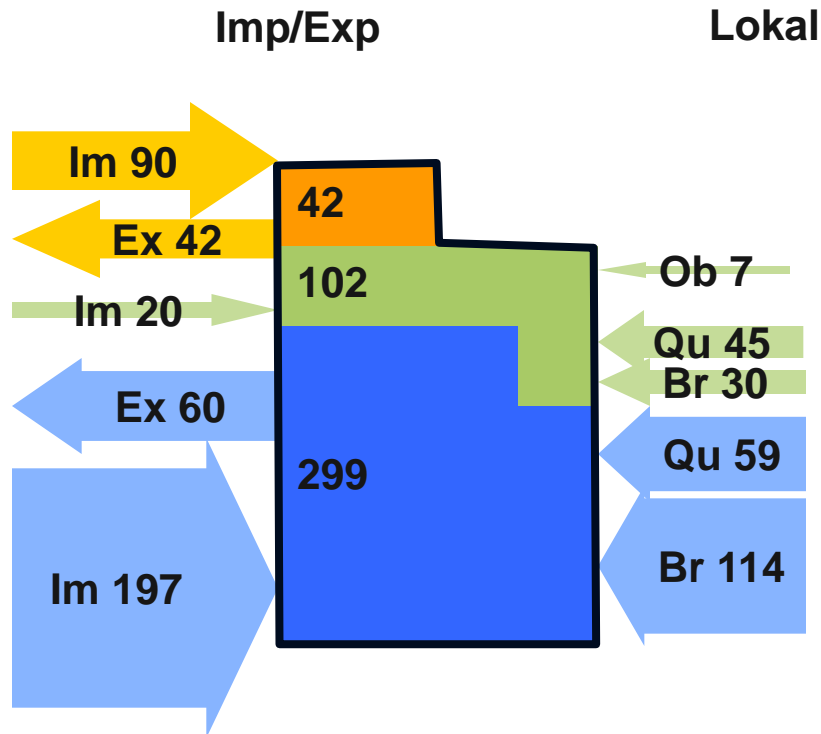 Imp/Exp
Lokal
Im 90
42
Ex 42
102
Ob 7
Im 20
Qu 45
Br 30
Ex 60
Qu 59
299
Br 114
Im 197